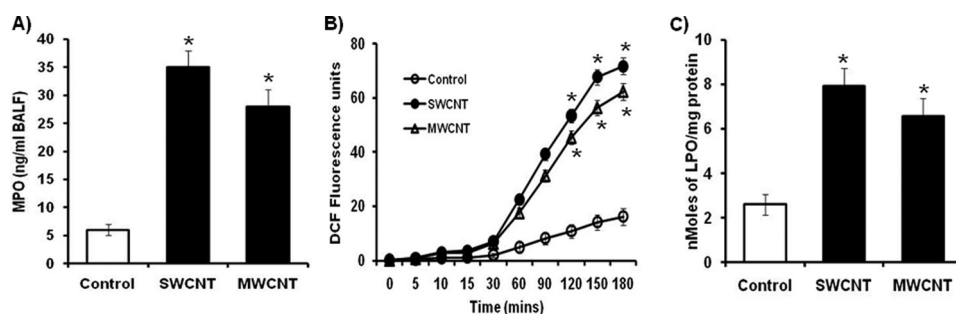 A)
MPO (ng/ml BALF)
40
35
30
25
20
15
10
5
0
*
*
Control SWCNT MWCNT
B)
DCF Fluorescence units
80
60
40
20
0
Control
SWCNT
MWCNT
* * *
* * *
0 5 10 15 30 60 90 120 150 180
Time (mins)
C)
nMoles of LPO/mg protein
10
8
6
4
2
0
*
*
Control SWCNT MWCNT